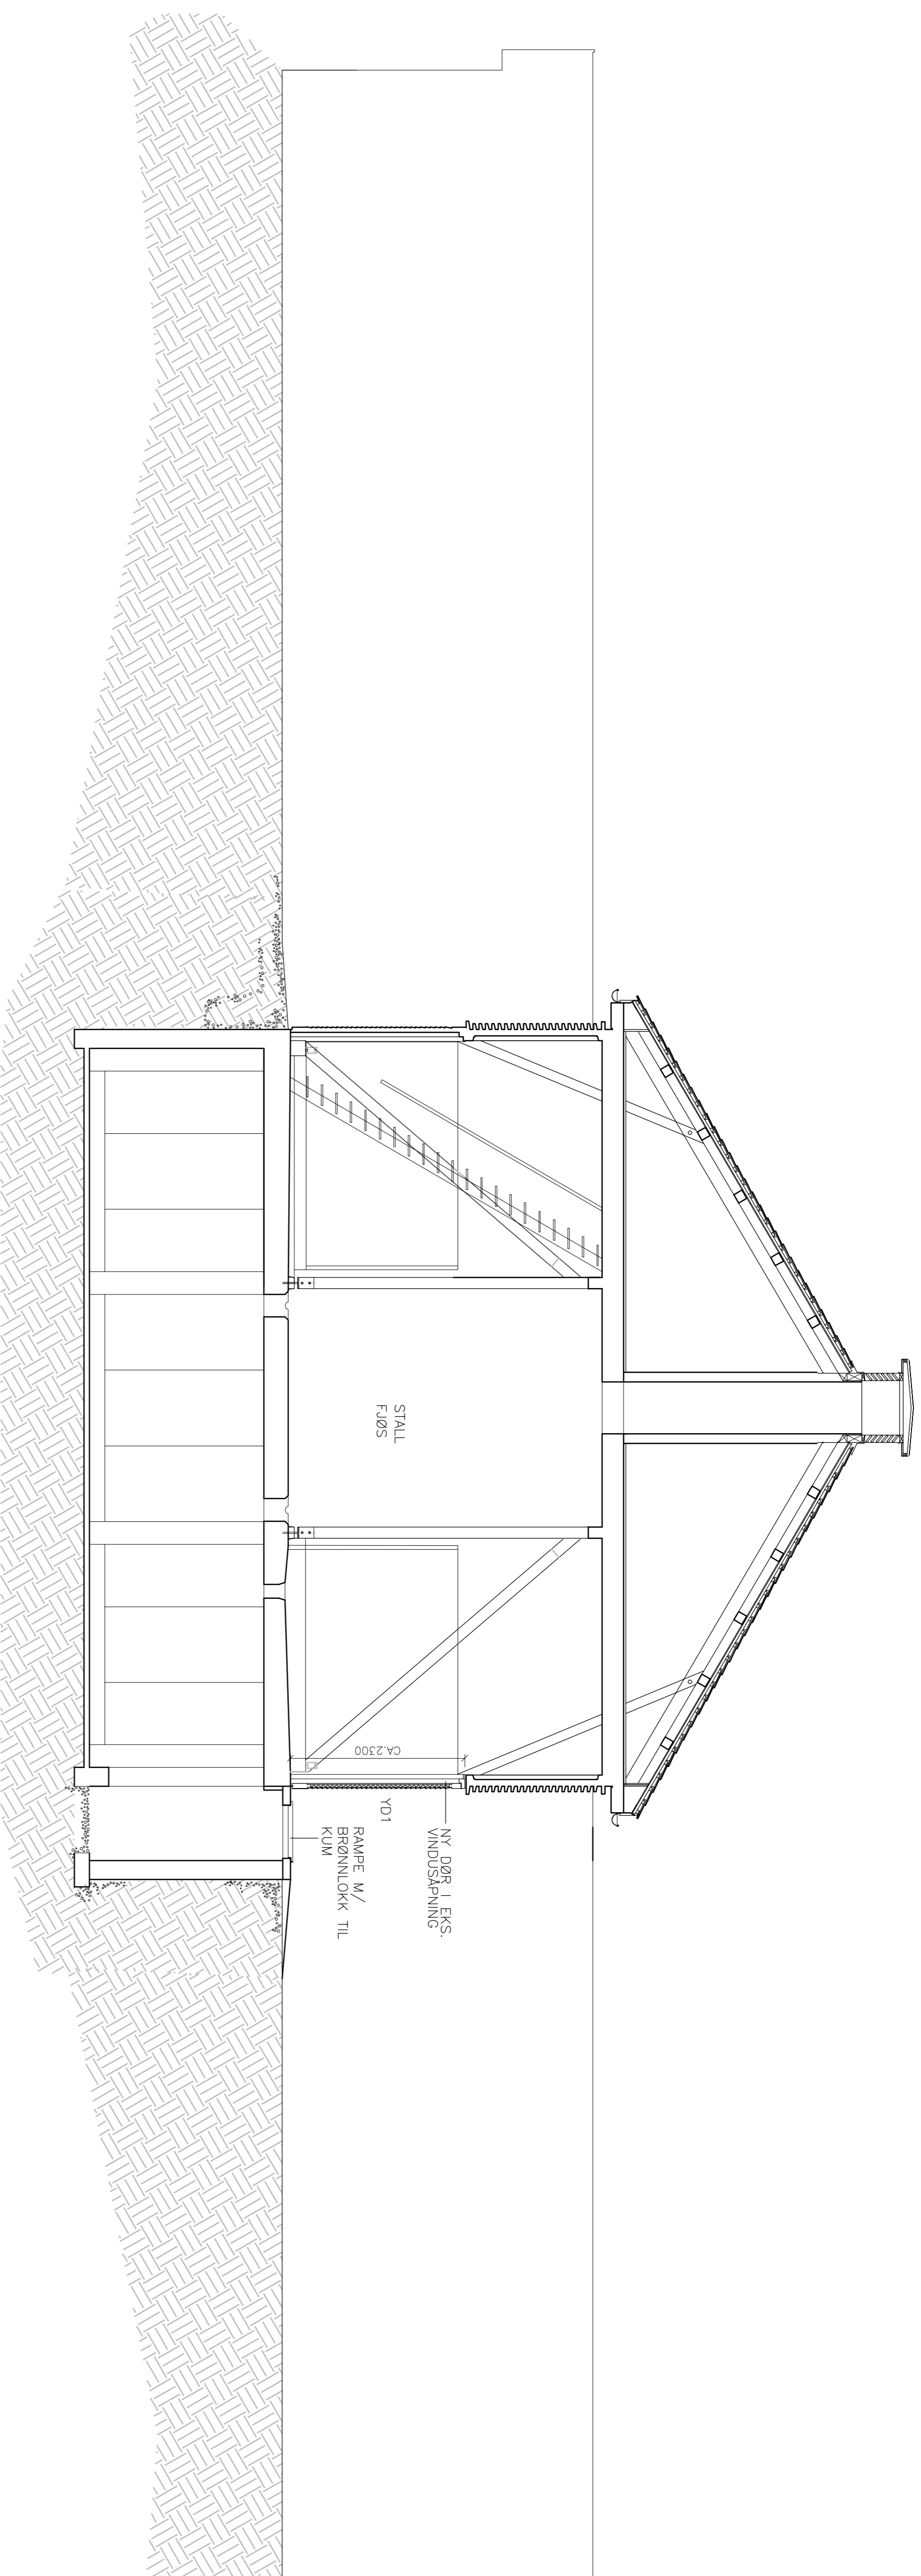 STALL
FJØS
CA.2300
YD1
NY DØR I EKS.
VINDUSÅPNING
RAMPE M/
BRØNNLOKK TIL
KUM